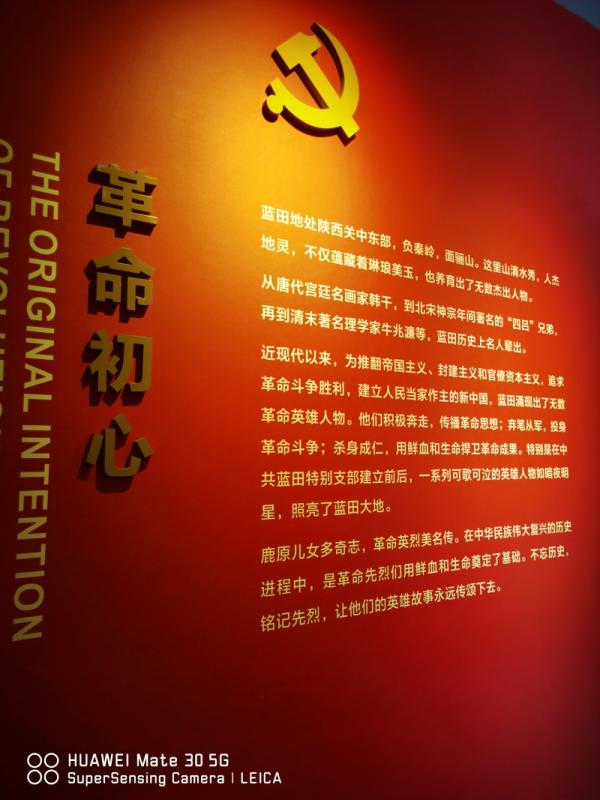 革命初心
THE ORIGINAL INTENTION
蓝田地处陕西关中东部，负秦岭，面骊山。这里山清水秀，人杰
地灵，不仅蕴藏着琳琅美玉，也养育出了无数杰出人物。
从唐代宫廷名画家韩干，到北宋神宗年间著名的“四吕”兄弟，
再到清末著名理学家牛兆濂等，蓝田历史上名人辈出。
近现代以来，为推翻帝国主义、封建主义和官僚资本主义，追求
革命斗争胜利，建立人民当家作主的新中国，蓝田涌现出了无数
革命英雄人物。他们积极奔走，传播革命思想；弃笔从军，投身
革命斗争；杀身成仁，用鲜血和生命捍卫革命成果。特别是在中
共蓝田特别支部建立前后，一系列可歌可泣的英雄人物如暗夜明
星，照亮了蓝田大地。
鹿原儿女多奇志，革命英烈美名传。在中华民族伟大复兴的历史
进程中，是革命先烈们用鲜血和生命奠定了基础。不忘历史，
铭记先烈，让他们的英雄故事永远传颂下去。
HUAWEI Mate 30 5G
SuperSensing Camera | LEICA